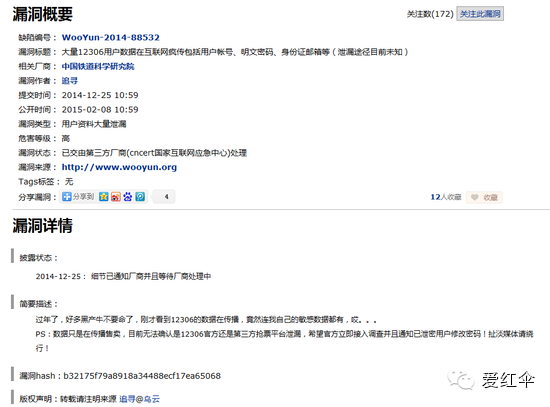 漏洞概要
关注数(172) 关注此漏洞
缺陷编号： WooYun-2014-88532
漏洞标题： 大量12306用户数据在互联网疯传包括用户帐号、明文密码、身份证邮箱等（泄漏途径目前未知）
相关厂商： 中国铁道科学研究院
漏洞作者： 追寻
提交时间： 2014-12-25 10:59
公开时间： 2015-02-08 10:59
漏洞类型： 用户资料大量泄漏
危害等级： 高
漏洞状态： 已交由第三方厂商(cncert国家互联网应急中心)处理
漏洞来源： http://www.wooyun.org
Tags标签： 无
分享漏洞： 分享到 4
12人收藏 收藏
漏洞详情
披露状态：
2014-12-25： 细节已通知厂商并且等待厂商处理中
简要描述：
过年了，好多黑产牛不要命了，刚才看到12306的数据在传播，竟然连我自己的敏感数据都有，哎。。。
PS：数据只是在传播售卖，目前无法确认是12306官方还是第三方抢票平台泄漏，希望官方立即接入调查并且通知已泄密用户修改密码！扯淡媒体请绕
行！
漏洞hash：b32175f79a8918a34488ecf17ea65068
版权声明：转载请注明来源 追寻@乌云
爱红伞